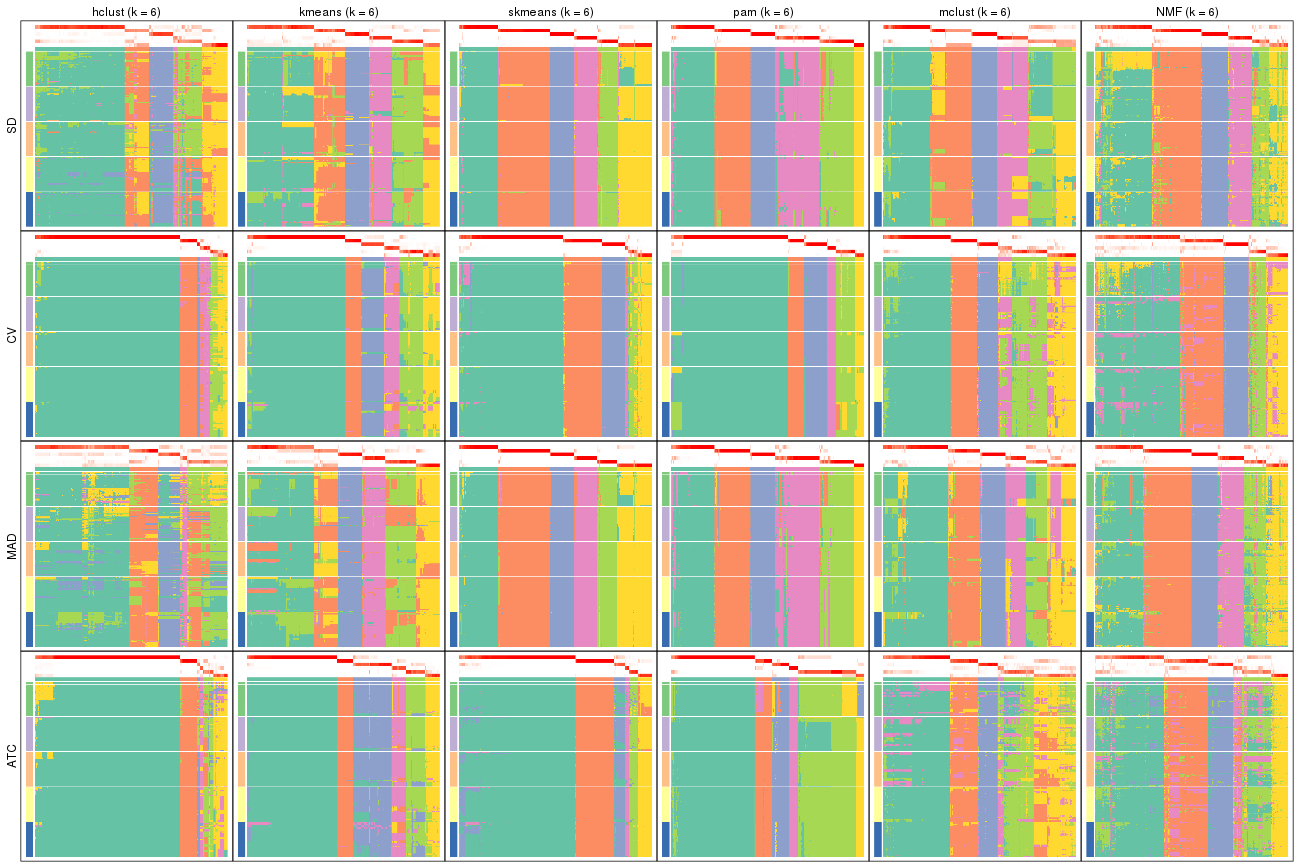 hclust (k = 6)
kmeans (k = 6)
skmeans (k = 6)
pam (k = 6)
mclust (k = 6)
NMF (k = 6)
SD
CV
MAD
ATC